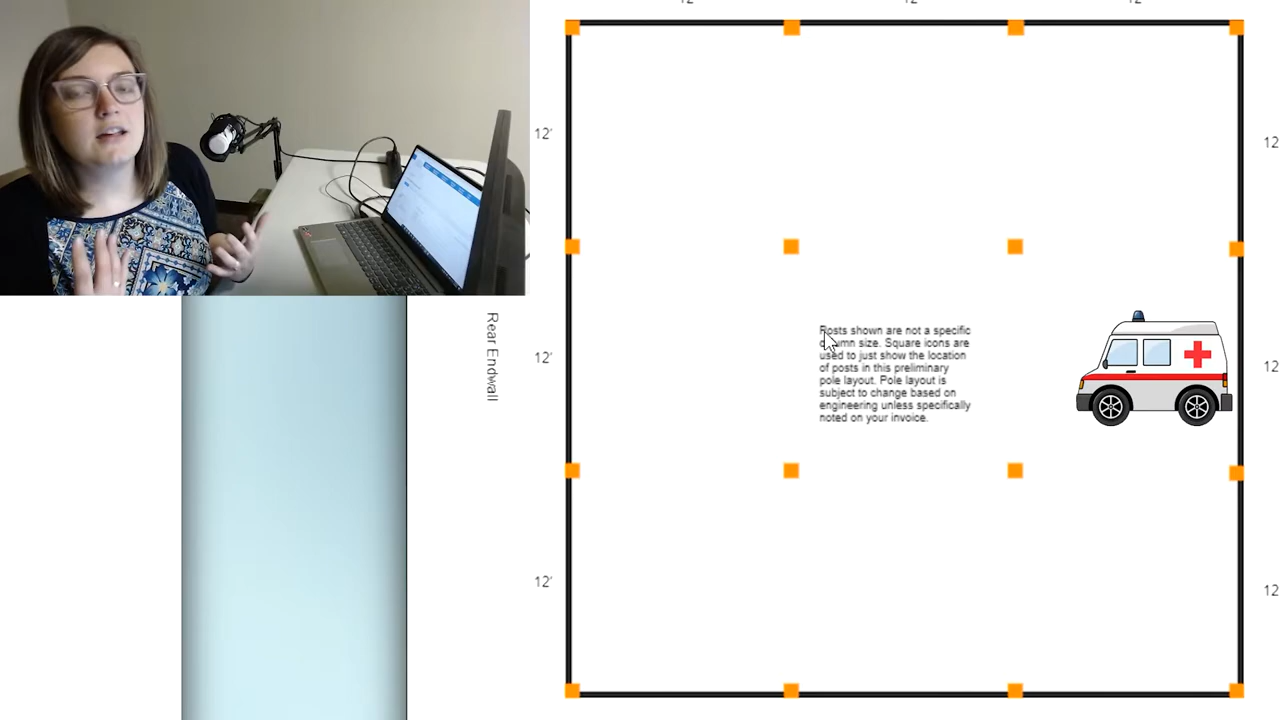 12'
12'
12'
12'
12
Posts shown are not a specific
column size. Square icons are
used to just show the location
of posts in this preliminary
pole layout. Pole layout is
subject to change based on
engineering unless specifically
noted on your invoice.
Rear Endwall
12'
12
12'
12